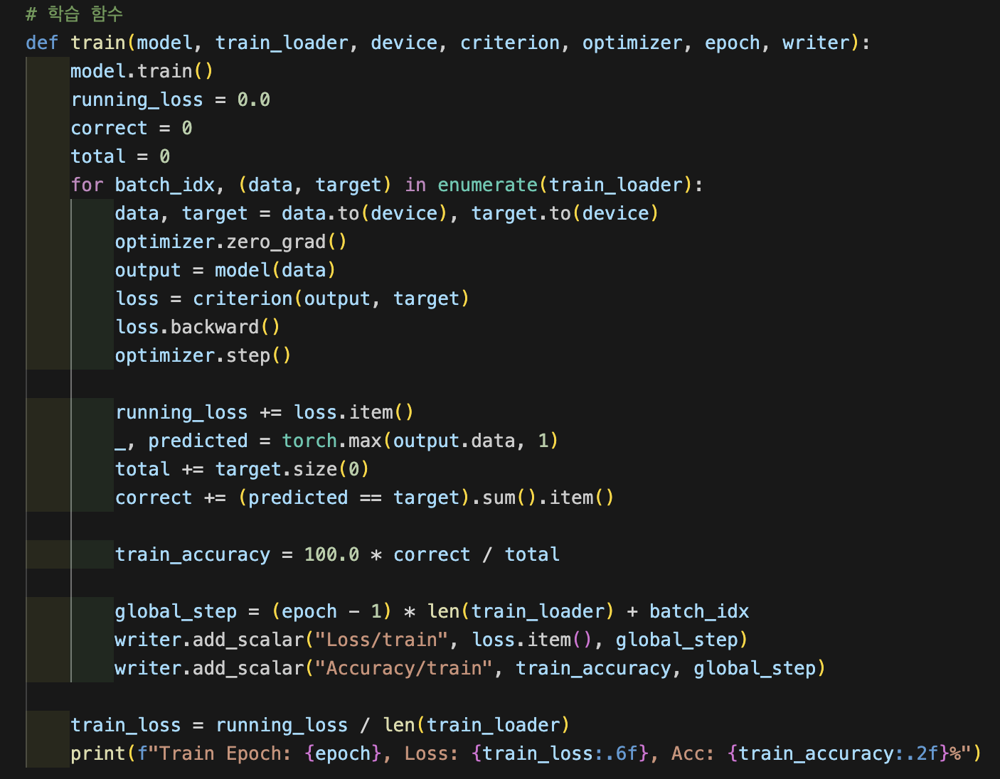 # 학습 함수
def train(model, train_loader, device, criterion, optimizer, epoch, writer):
    model.train()
    running_loss = 0.0
    correct = 0
    total = 0
    for batch_idx, (data, target) in enumerate(train_loader):
        data, target = data.to(device), target.to(device)
        optimizer.zero_grad()
        output = model(data)
        loss = criterion(output, target)
        loss.backward()
        optimizer.step()

        running_loss += loss.item()
        _, predicted = torch.max(output.data, 1)
        total += target.size(0)
        correct += (predicted == target).sum().item()

        train_accuracy = 100.0 * correct / total

        global_step = (epoch - 1) * len(train_loader) + batch_idx
        writer.add_scalar("Loss/train", loss.item(), global_step)
        writer.add_scalar("Accuracy/train", train_accuracy, global_step)

    train_loss = running_loss / len(train_loader)
    print(f"Train Epoch: {epoch}, Loss: {train_loss:.6f}, Acc: {train_accuracy:.2f}%")